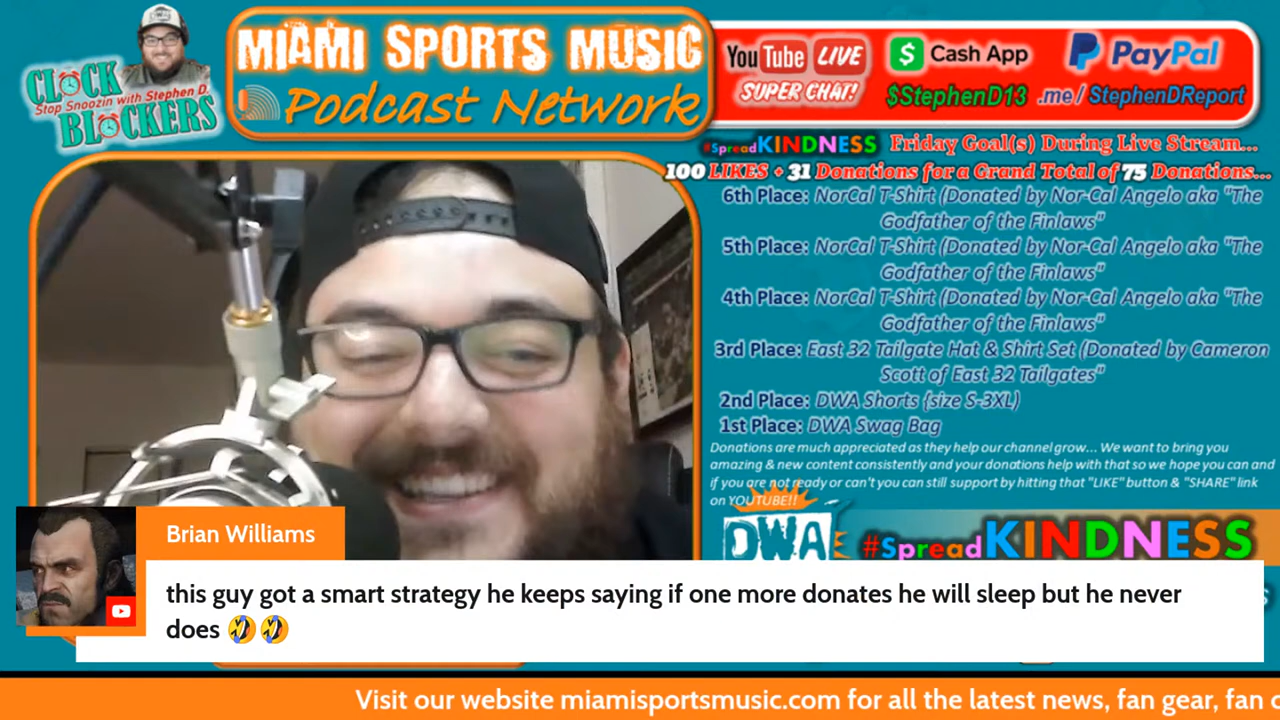 CLOCK
Stop Snoozin with Stephen D.
BLOCKERS
MIAMI SPORTS MUSIC
Podcast Network
YouTube LIVE
SUPER CHAT!
$ Cash App
$StephenD13
PayPal
.me/StephenDReport
#SpreadKINDNESS Friday Goal(s) During Live Stream...
100 LIKES + 31 Donations for a Grand Total of 75 Donations...
6th Place: NorCal T-Shirt (Donated by Nor-Cal Angelo aka "The
Godfather of the Finlaws"
5th Place: NorCal T-Shirt (Donated by Nor-Cal Angelo aka "The
Godfather of the Finlaws"
4th Place: NorCal T-Shirt (Donated by Nor-Cal Angelo aka "The
Godfather of the Finlaws"
3rd Place: East 32 Tailgate Hat & Shirt Set (Donated by Cameron
Scott of East 32 Tailgates"
2nd Place: DWA Shorts (size S-3XL)
1st Place: DWA Swag Bag
Donations are much appreciated as they help our channel grow... We want to bring you
amazing & new content consistently and your donations help with that so we hope you can and
if you are not ready or can't you can still support by hitting that "LIKE" button & "SHARE" link
on YOUTUBE!!
DWA
#SpreadKINDNESS
Brian Williams
this guy got a smart strategy he keeps saying if one more donates he will sleep but he never
does 🤣🤣
Visit our website miamisportsmusic.com for all the latest news, fan gear, fan